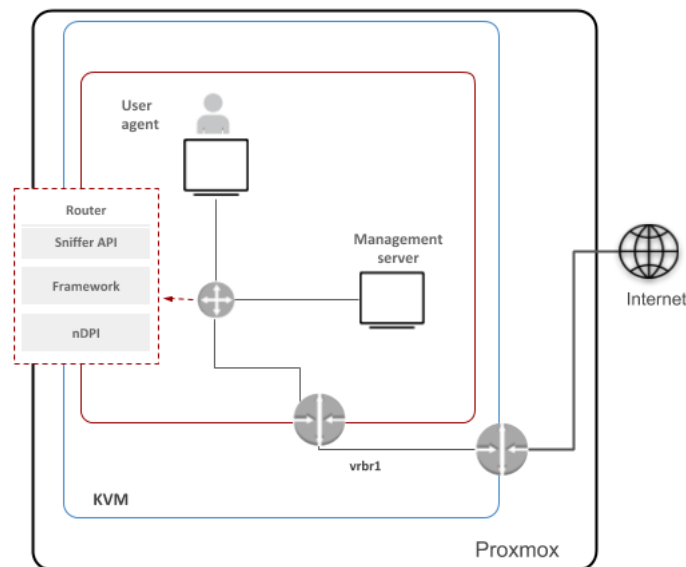 User
agent
Router
Sniffer API
Framework
nDPI
Management
server
Internet
vrbr1
KVM
Proxmox